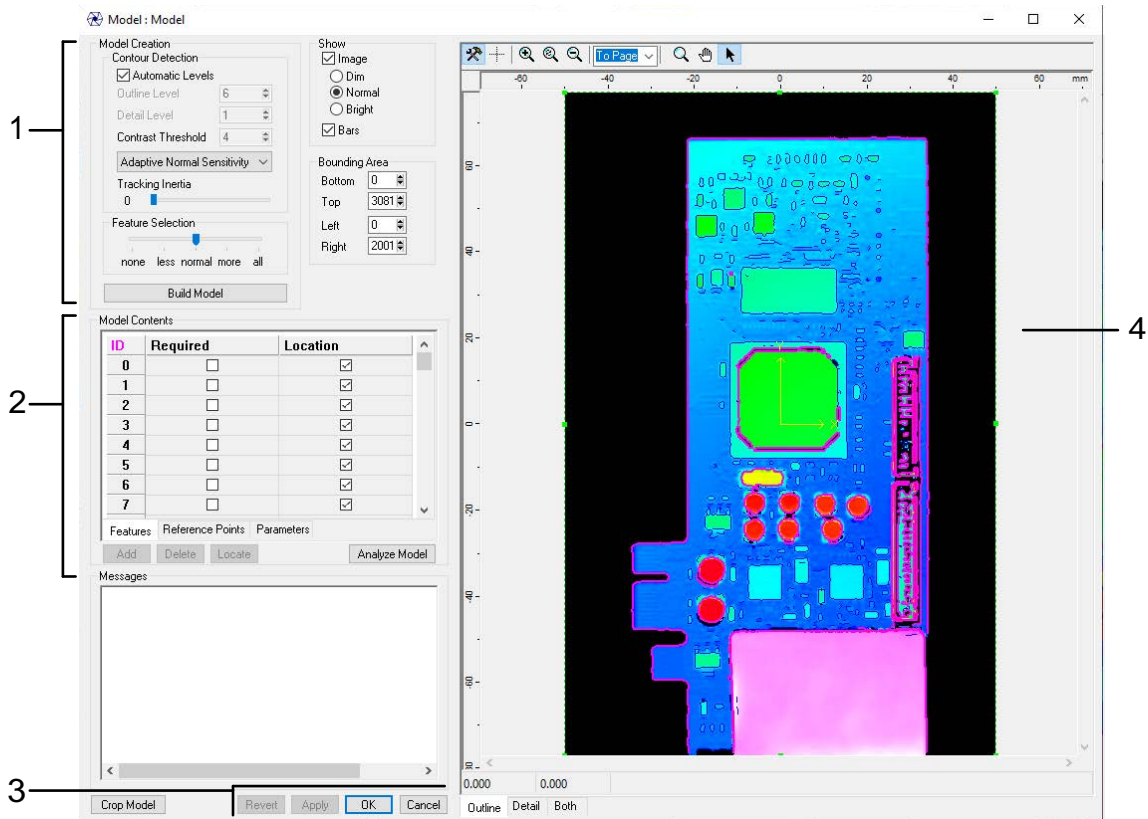 Model : Model
1
2
3
4
Model Creation
Contour Detection
Automatic Levels
Outline Level 6
Detail Level 1
Contrast Threshold 4
Adaptive Normal Sensitivity
Tracking Inertia
0
Feature Selection
none less normal more all
Build Model
Show
Image
Dim
Normal
Bright
Bars
Bounding Area
Bottom 0
Top 3081
Left 0
Right 2001
Model Contents
ID Required Location
0
1
2
3
4
5
6
7
Features Reference Points Parameters
Add Delete Locate Analyze Model
Messages
Crop Model Revert Apply OK Cancel
To Page
-60 -40 -20 0 20 40 60 mm
60
40
20
0
-20
-40
-60
80
Y
X
0.000 0.000
Outline Detail Both